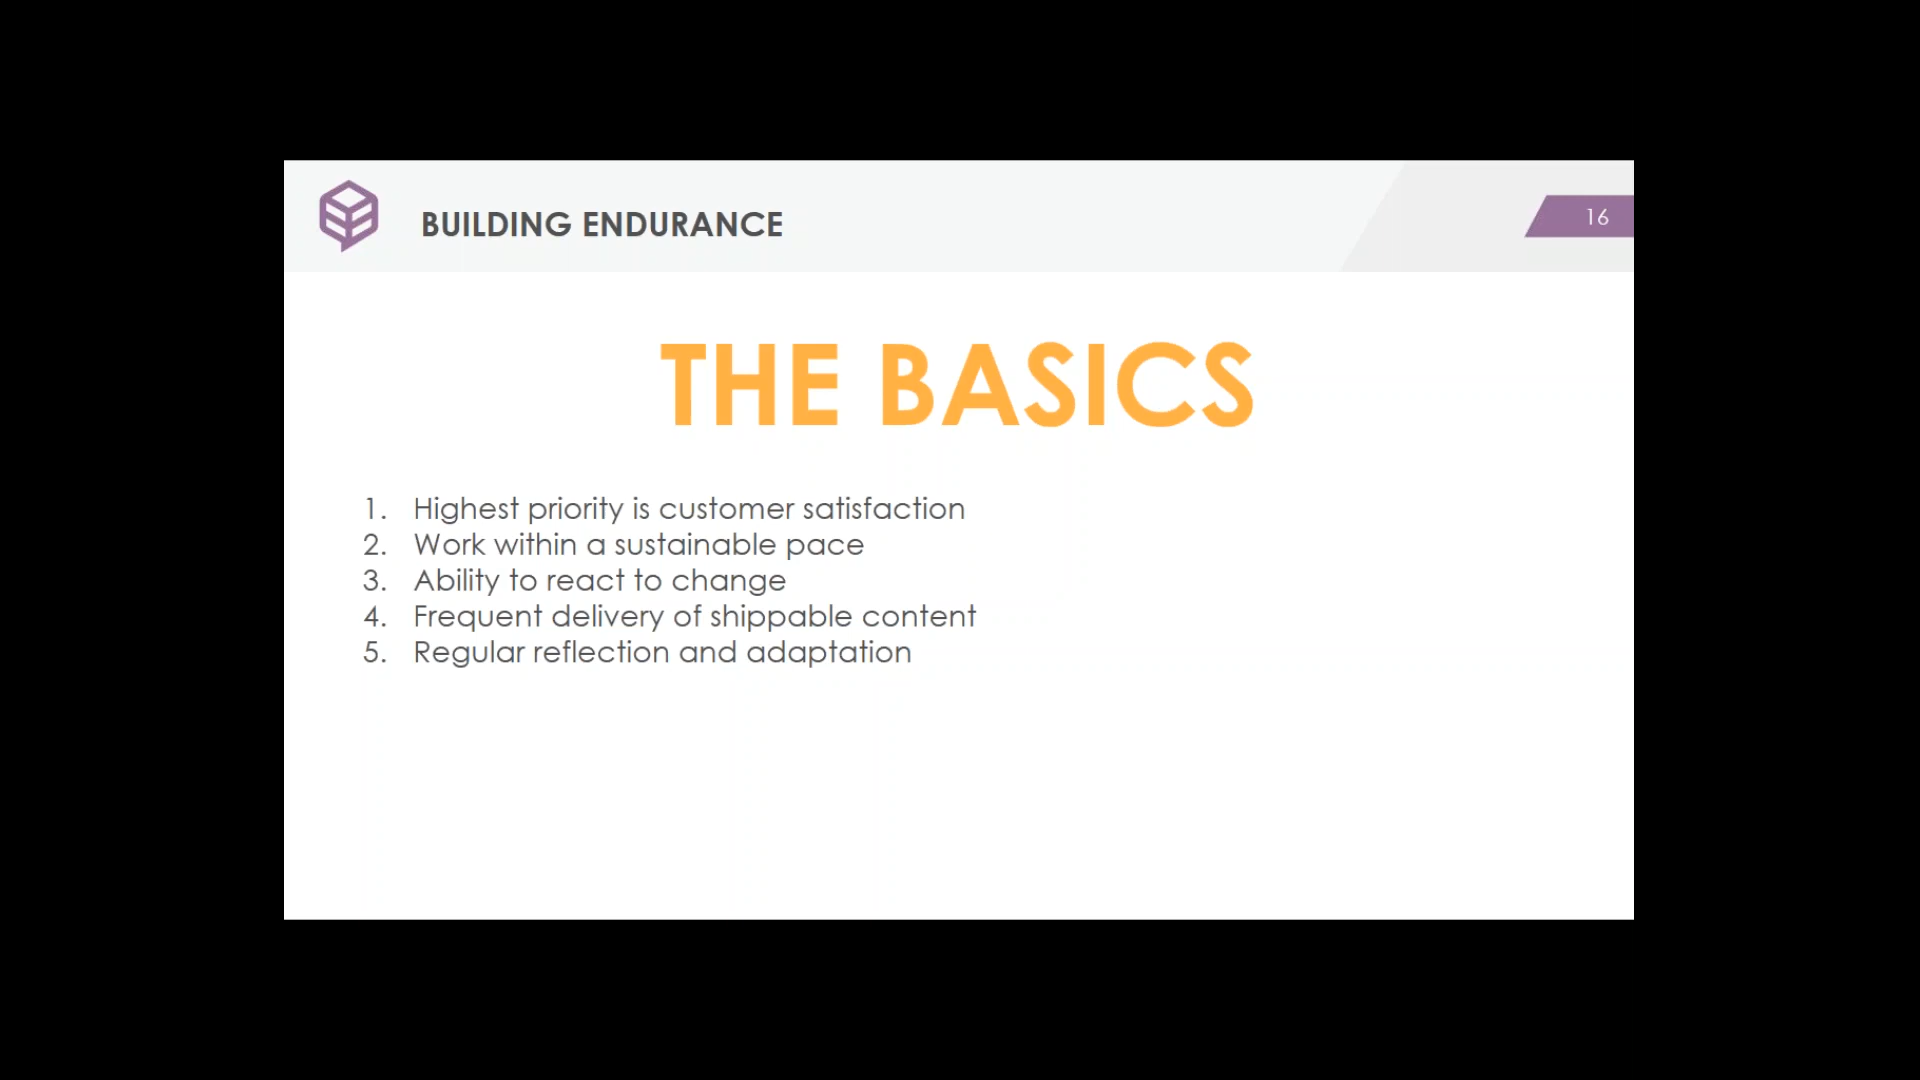 BUILDING ENDURANCE
16
THE BASICS
1. Highest priority is customer satisfaction
2. Work within a sustainable pace
3. Ability to react to change
4. Frequent delivery of shippable content
5. Regular reflection and adaptation